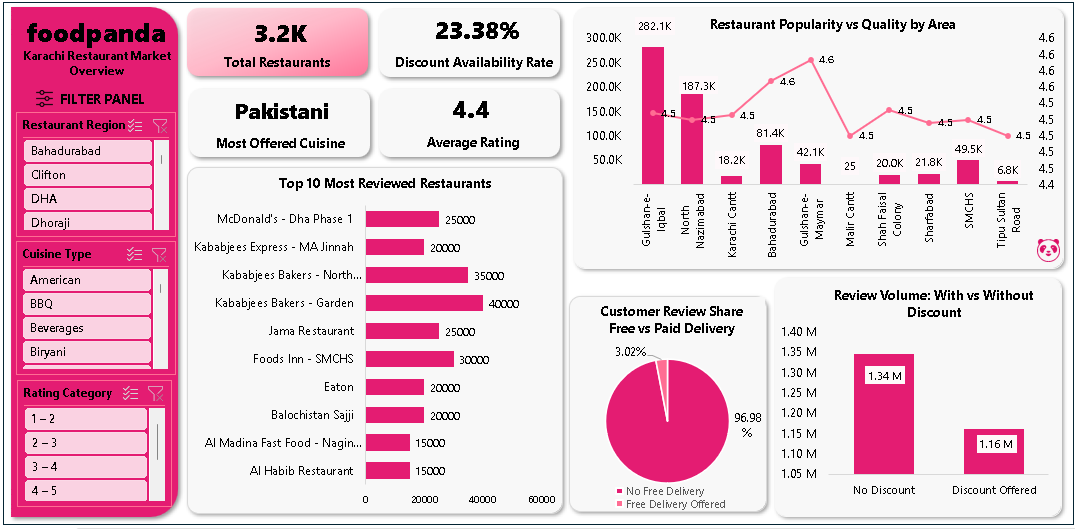 foodpanda
Karachi Restaurant Market
Overview
FILTER PANEL
Restaurant Region
Bahadurabad
Clifton
DHA
Dhoraji
Cuisine Type
American
BBQ
Beverages
Biryani
Rating Category
1 – 2
2 – 3
3 – 4
4 – 5
3.2K
Total Restaurants
23.38%
Discount Availability Rate
Pakistani
Most Offered Cuisine
4.4
Average Rating
Top 10 Most Reviewed Restaurants
McDonald's - Dha Phase 1
25000
Kababjees Express - MA Jinnah
20000
Kababjees Bakers - North...
35000
Kababjees Bakers - Garden
40000
Jama Restaurant
25000
Foods Inn - SMCHS
30000
Eaton
20000
Balochistan Sajji
20000
Al Madina Fast Food - Nagin...
15000
Al Habib Restaurant
15000
0 20000 40000 60000
Restaurant Popularity vs Quality by Area
300.0K
250.0K
200.0K
150.0K
100.0K
50.0K
282.1K
187.3K
18.2K
81.4K
42.1K
25
20.0K
21.8K
49.5K
6.8K
4.5
4.5
4.5
4.6
4.6
4.5
4.5
4.5
4.5
4.5
4.6
4.6
4.6
4.6
4.5
4.5
4.5
4.5
4.5
4.4
Gulshan-e-
Iqbal
North
Nazimabad
Karachi Cantt
Bahadurabad
Gulshan-e-
Maymar
Malir Cantt
Shah Faisal
Colony
Sharfabad
SMCHS
Tipu Sultan
Road
Customer Review Share
Free vs Paid Delivery
3.02%
96.98
%
No Free Delivery
Free Delivery Offered
Review Volume: With vs Without
Discount
1.40 M
1.35 M
1.30 M
1.25 M
1.20 M
1.15 M
1.10 M
1.05 M
1.34 M
1.16 M
No Discount
Discount Offered